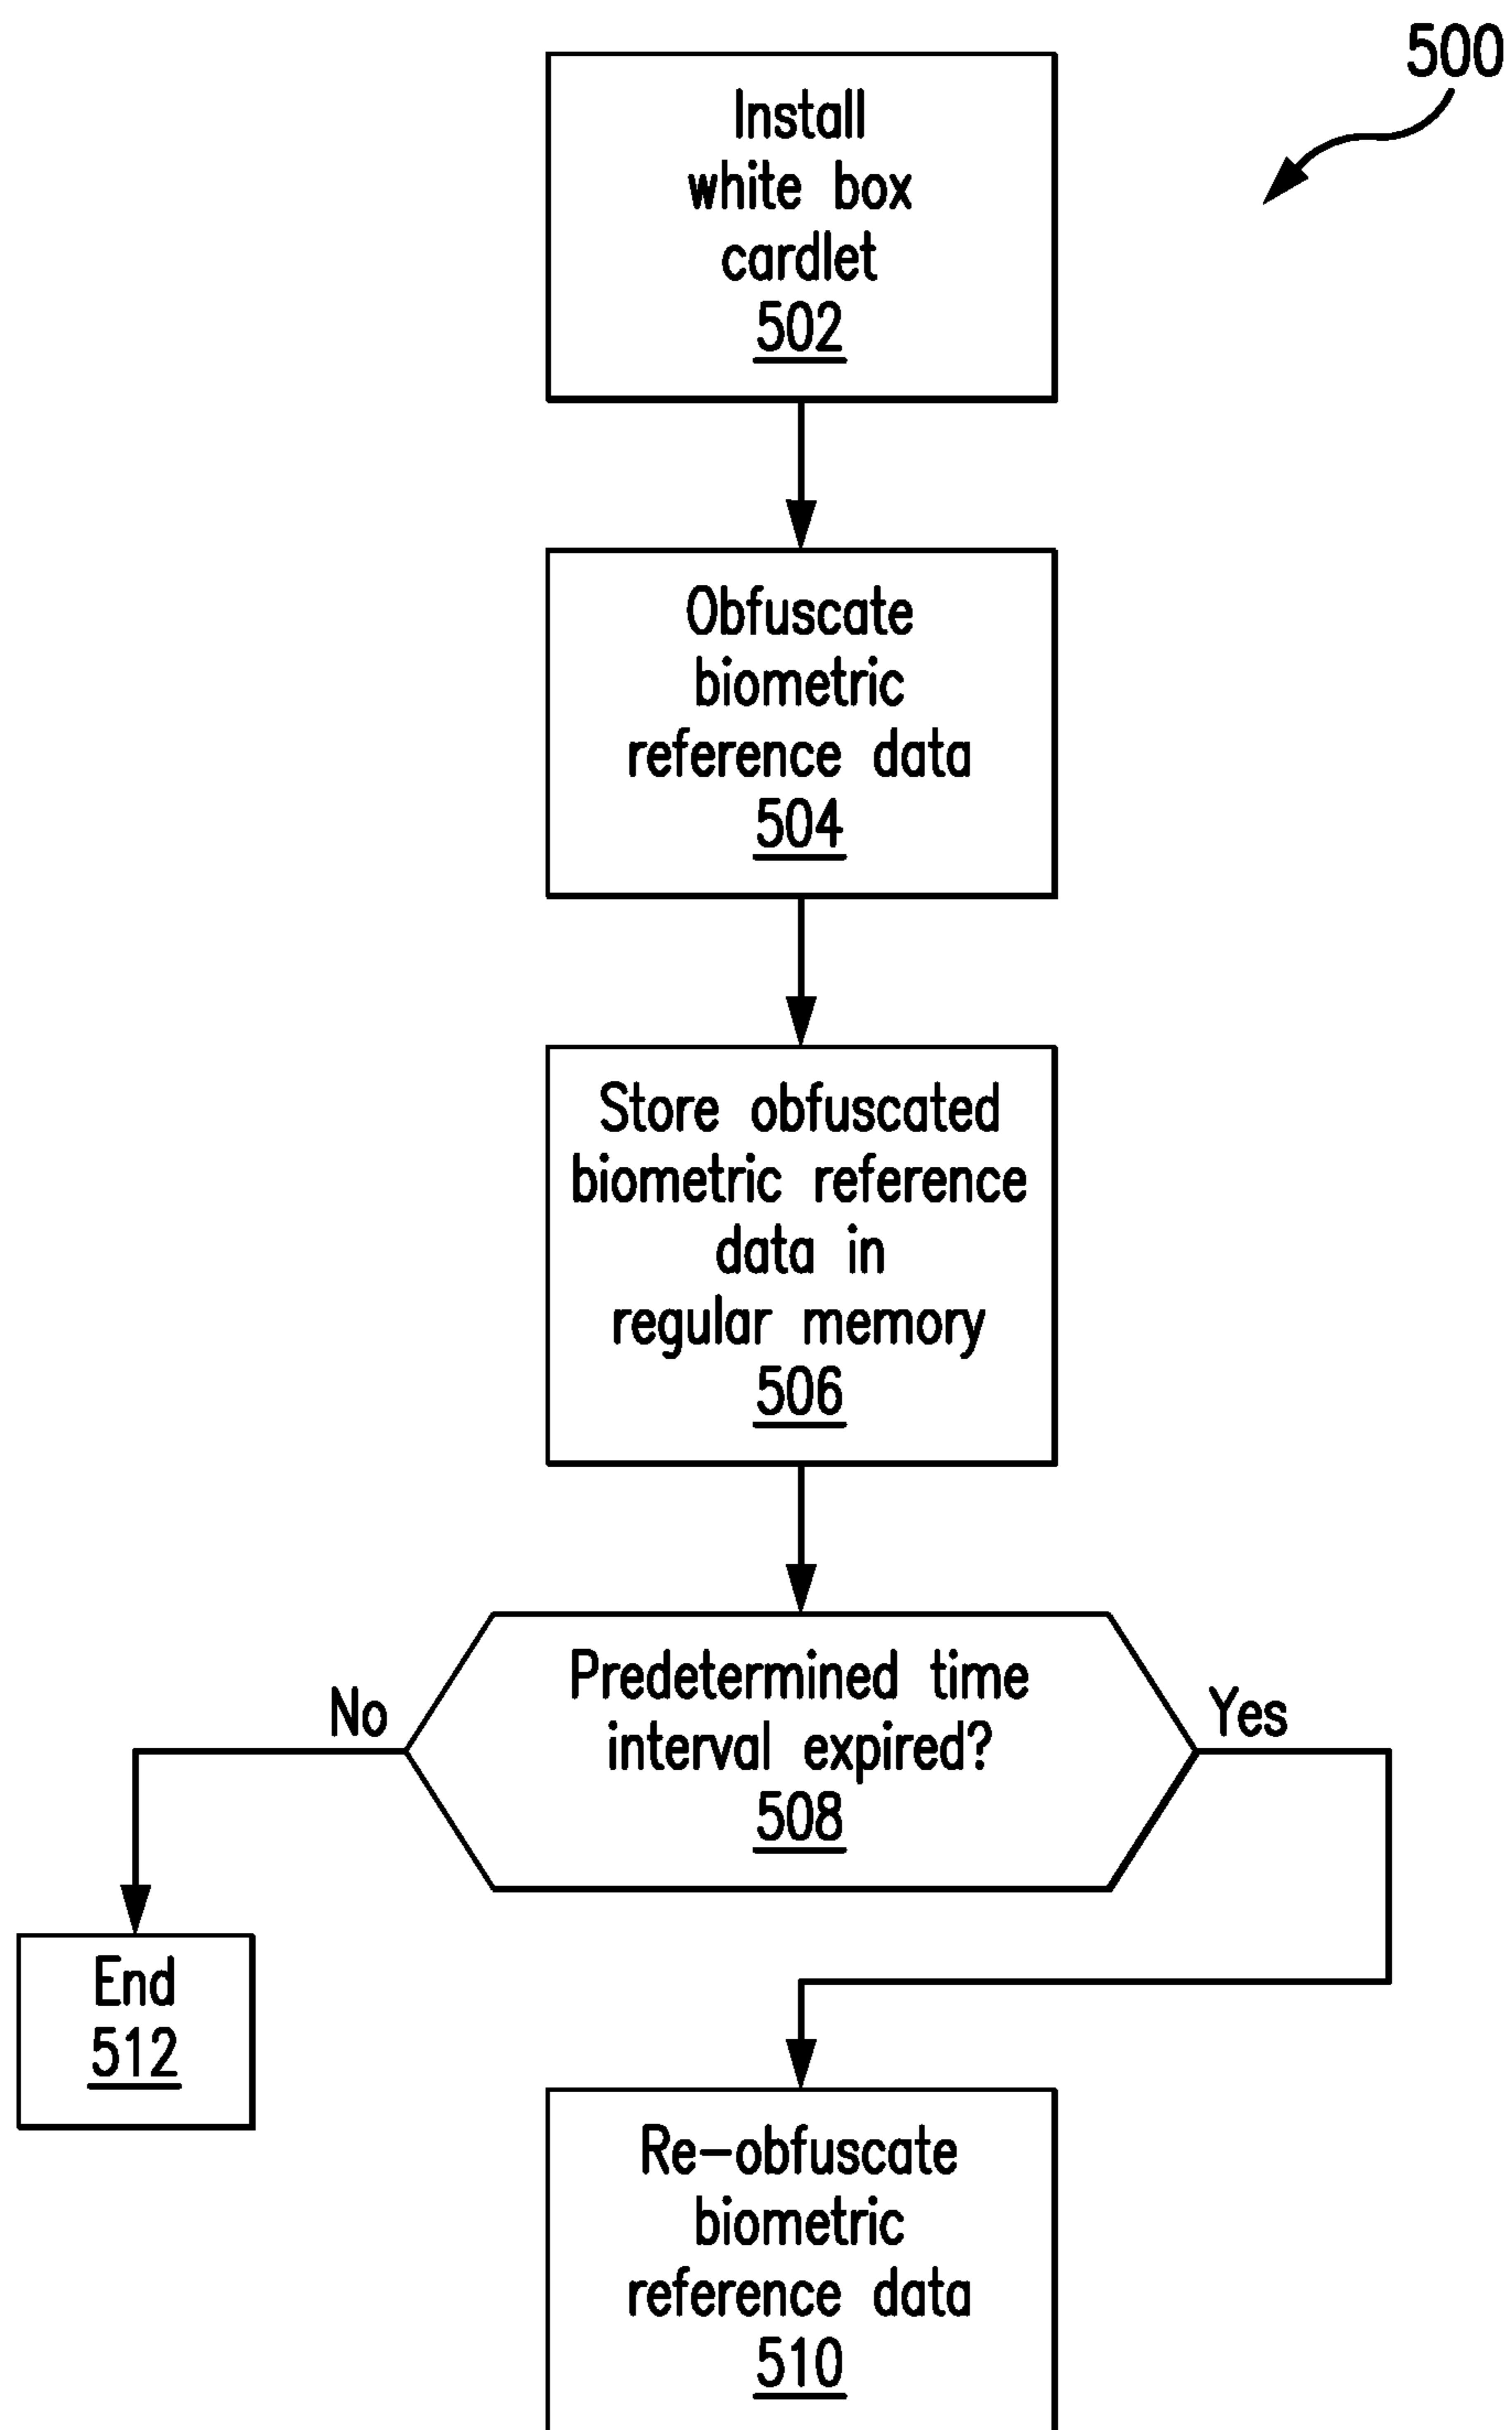 500
Install
white box
cardlet
502
Obfuscate
biometric
reference data
504
Store obfuscated
biometric reference
data in
regular memory
506
Predetermined time
interval expired?
508
No
Yes
End
512
Re-obfuscate
biometric
reference data
510